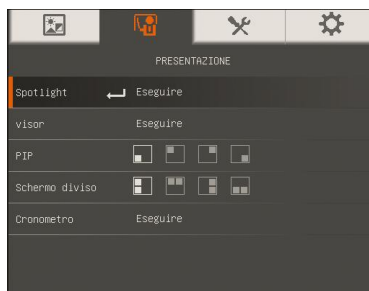 PRESENTAZIONE
Spotlight Eseguire
visor Eseguire
PIP
Schermo diviso
Cronometro Eseguire